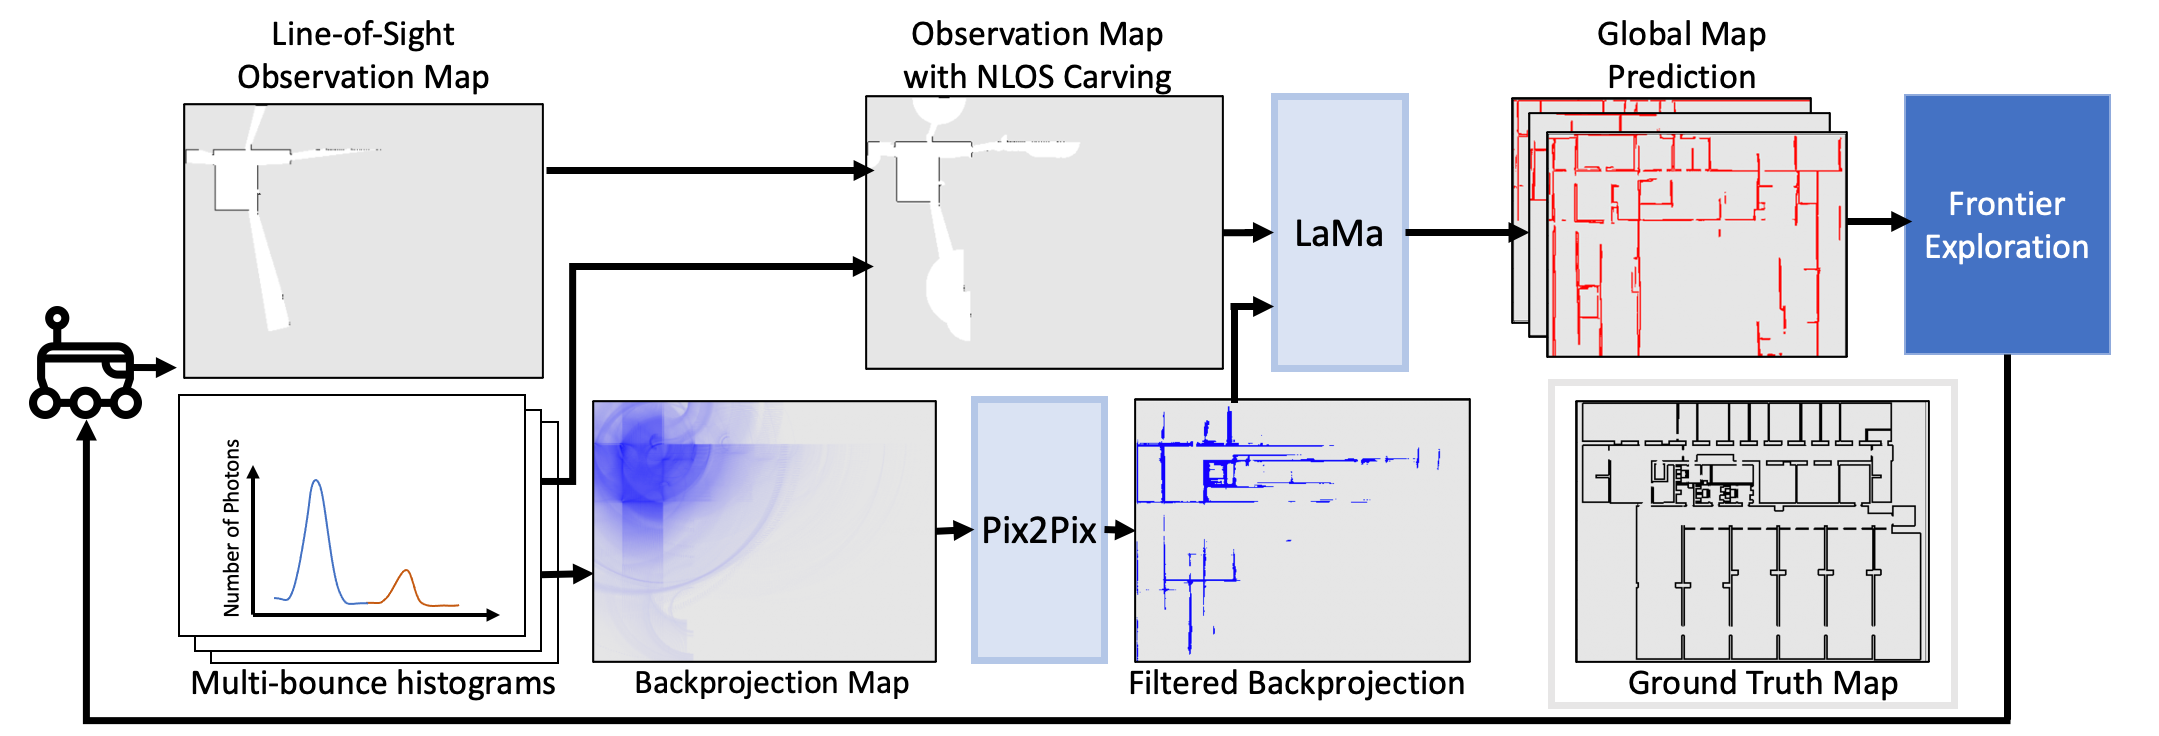 Line-of-Sight
Observation Map
Observation Map
with NLOS Carving
Global Map
Prediction
LaMa
Frontier
Exploration
Number of Photons
Pix2Pix
Multi-bounce histograms
Backprojection Map
Filtered Backprojection
Ground Truth Map